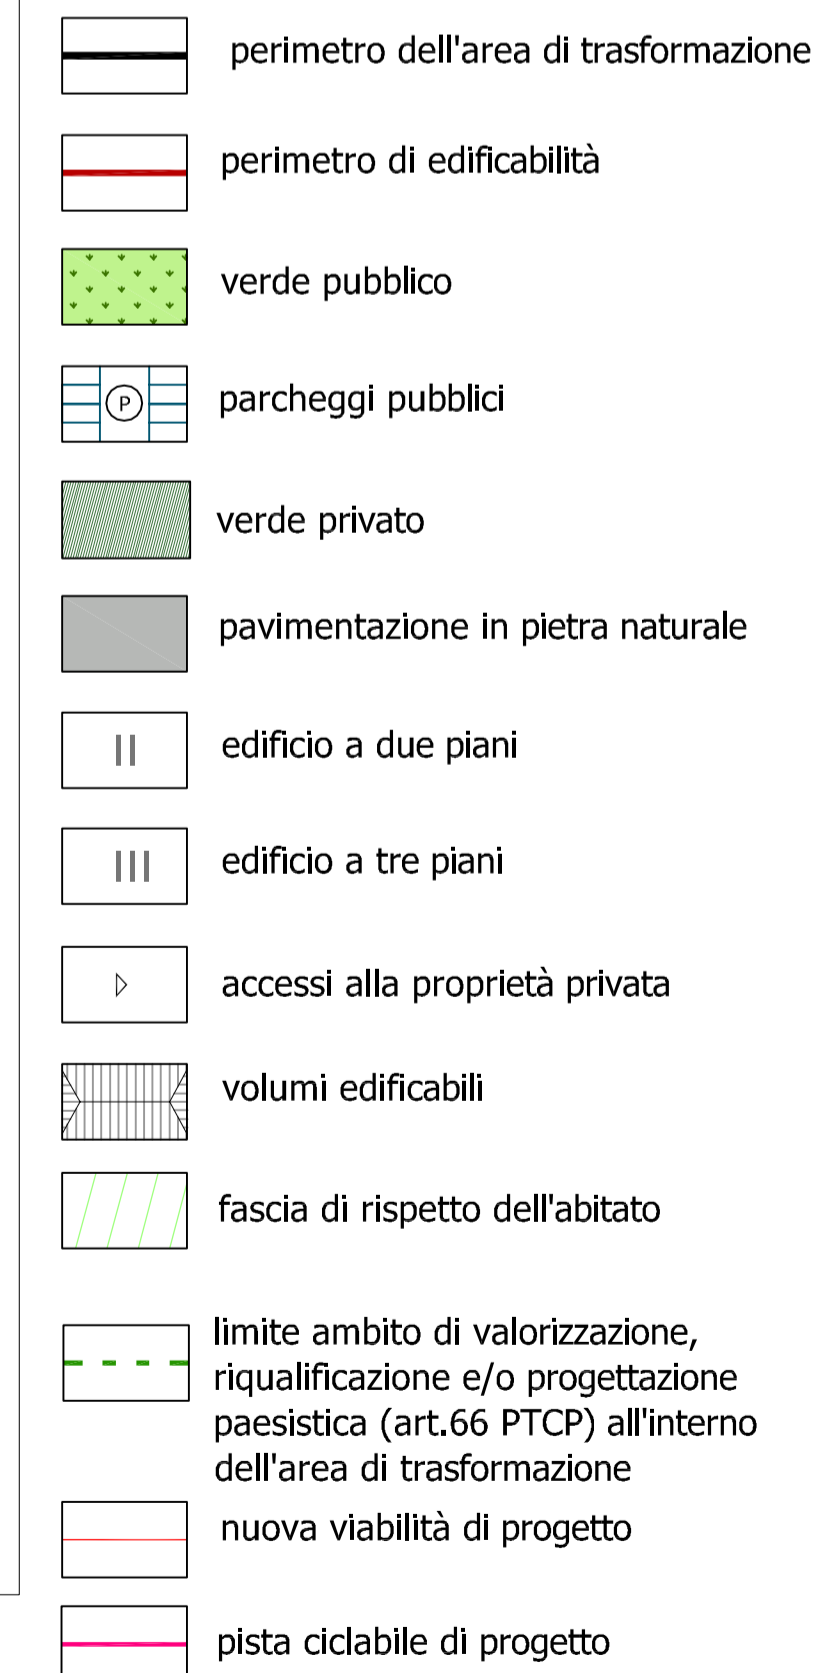 perimetro dell'area di trasformazione
perimetro di edificabilità
verde pubblico
P
parcheggi pubblici
verde privato
pavimentazione in pietra naturale
edificio a due piani
edificio a tre piani
accessi alla proprietà privata
volumi edificabili
fascia di rispetto dell'abitato
limite ambito di valorizzazione,
riqualificazione e/o progettazione
paesistica (art.66 PTCP) all'interno
dell'area di trasformazione
nuova viabilità di progetto
pista ciclabile di progetto